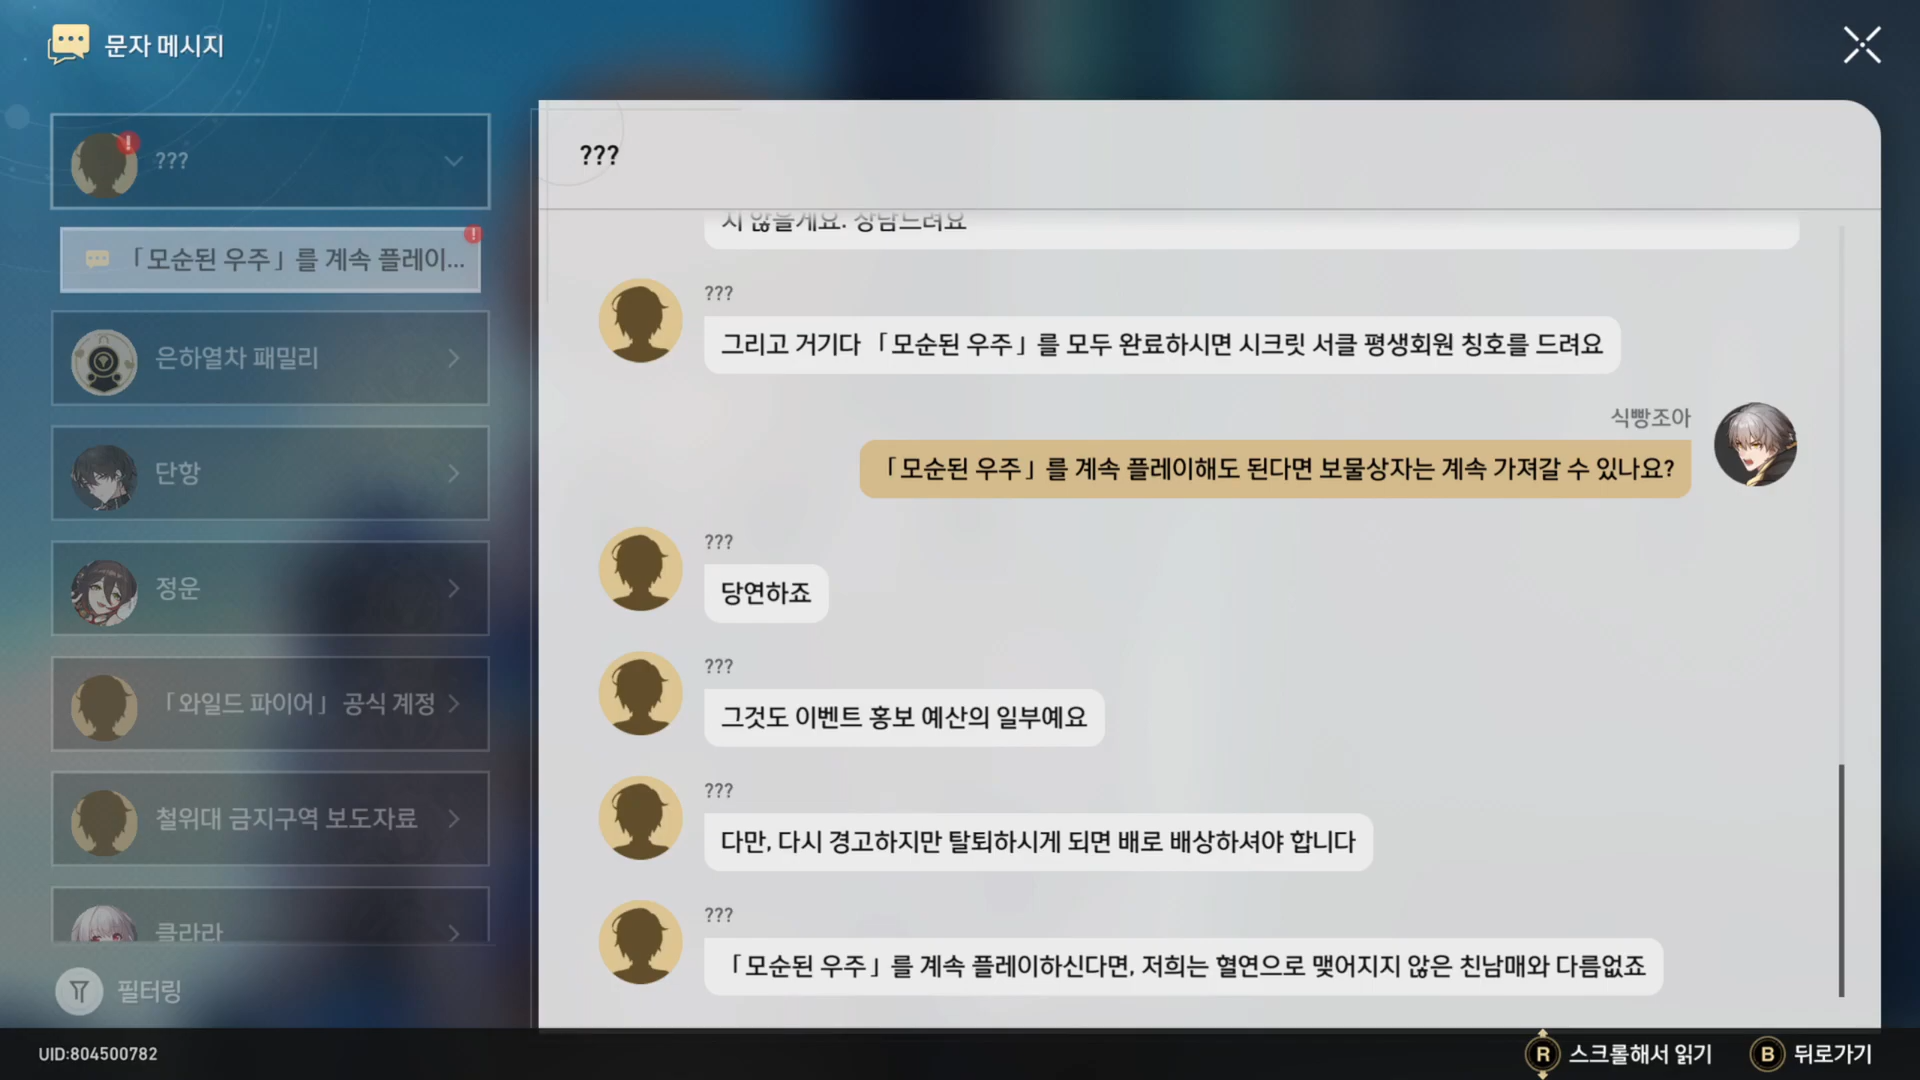 문자 메시지
???
「모순된 우주」를 계속 플레이...
은하열차 패밀리
단항
정운
「와일드 파이어」 공식 계정
철위대 금지구역 보도자료
클라라
필터링
???
지 않을게요. 장담드려요
???
그리고 거기다 「모순된 우주」를 모두 완료하시면 시크릿 서클 평생회원 칭호를 드려요
식빵조아
「모순된 우주」를 계속 플레이해도 된다면 보물상자는 계속 가져갈 수 있나요?
???
당연하죠
???
그것도 이벤트 홍보 예산의 일부예요
???
다만, 다시 경고하지만 탈퇴하시게 되면 배로 배상하셔야 합니다
???
「모순된 우주」를 계속 플레이하신다면, 저희는 혈연으로 맺어지지 않은 친남매와 다름없죠
UID:804500782
R 스크롤해서 읽기
B 뒤로가기